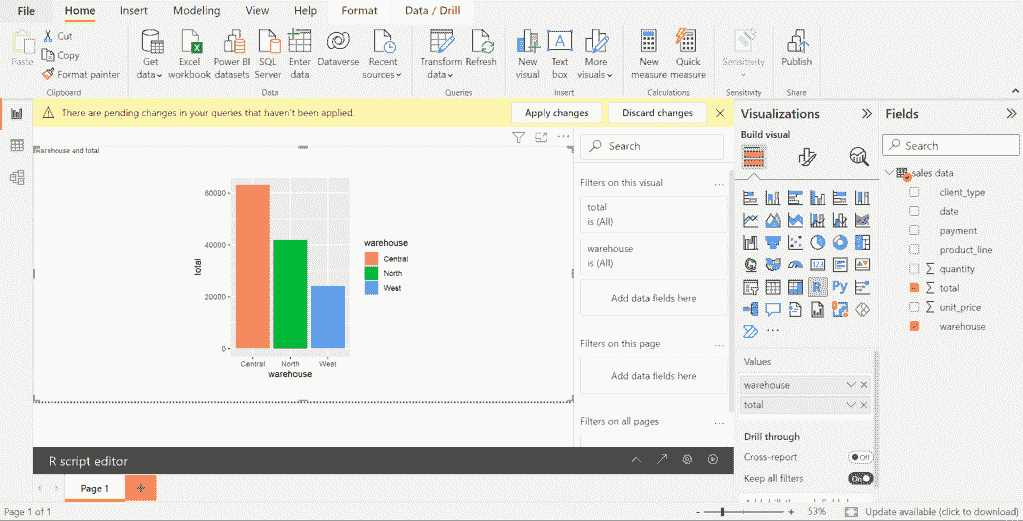 File Home Insert Modeling View Help Format Data / Drill
Paste
Cut
Copy
Format painter
Clipboard
Get data
Excel workbook
Power BI datasets
SQL Server
Enter data
Dataverse
Recent sources
Data
Transform data
Refresh
Queries
New visual
Text box
More visuals
Insert
New measure
Quick measure
Calculations
Sensitivity
Sensitivity
Publish
Share
There are pending changes in your queries that haven't been applied.
Apply changes
Discard changes
Warehouse and total
60000
40000
20000
0
total
Central North West
warehouse
warehouse
Central
North
West
Search
Filters on this visual
total
is (All)
warehouse
is (All)
Add data fields here
Filters on this page
Add data fields here
Filters on all pages
Visualizations
Build visual
123
R
Py
Values
warehouse
total
Drill through
Cross-report
Off
Keep all filters
On
Fields
Search
sales data
client_type
date
payment
product_line
quantity
total
unit_price
warehouse
R script editor
Page 1
Page 1 of 1
53%
Update available (click to download)